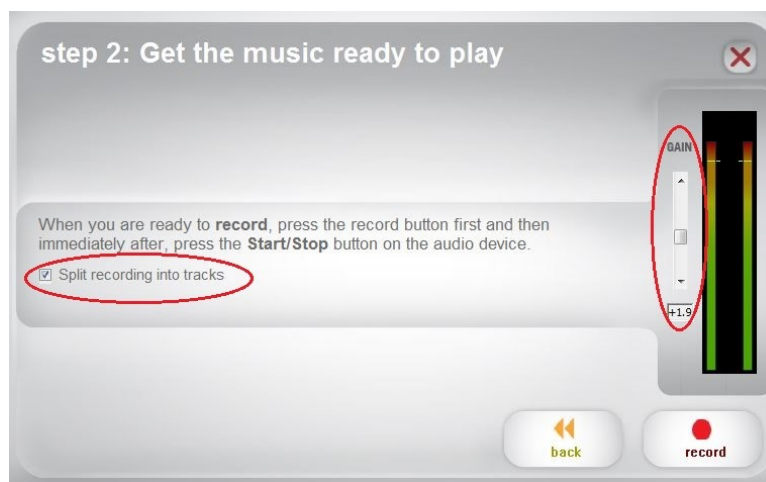 step 2: Get the music ready to play
GAIN
When you are ready to record, press the record button first and then
immediately after, press the Start/Stop button on the audio device.
Split recording into tracks
+1.9
back
record